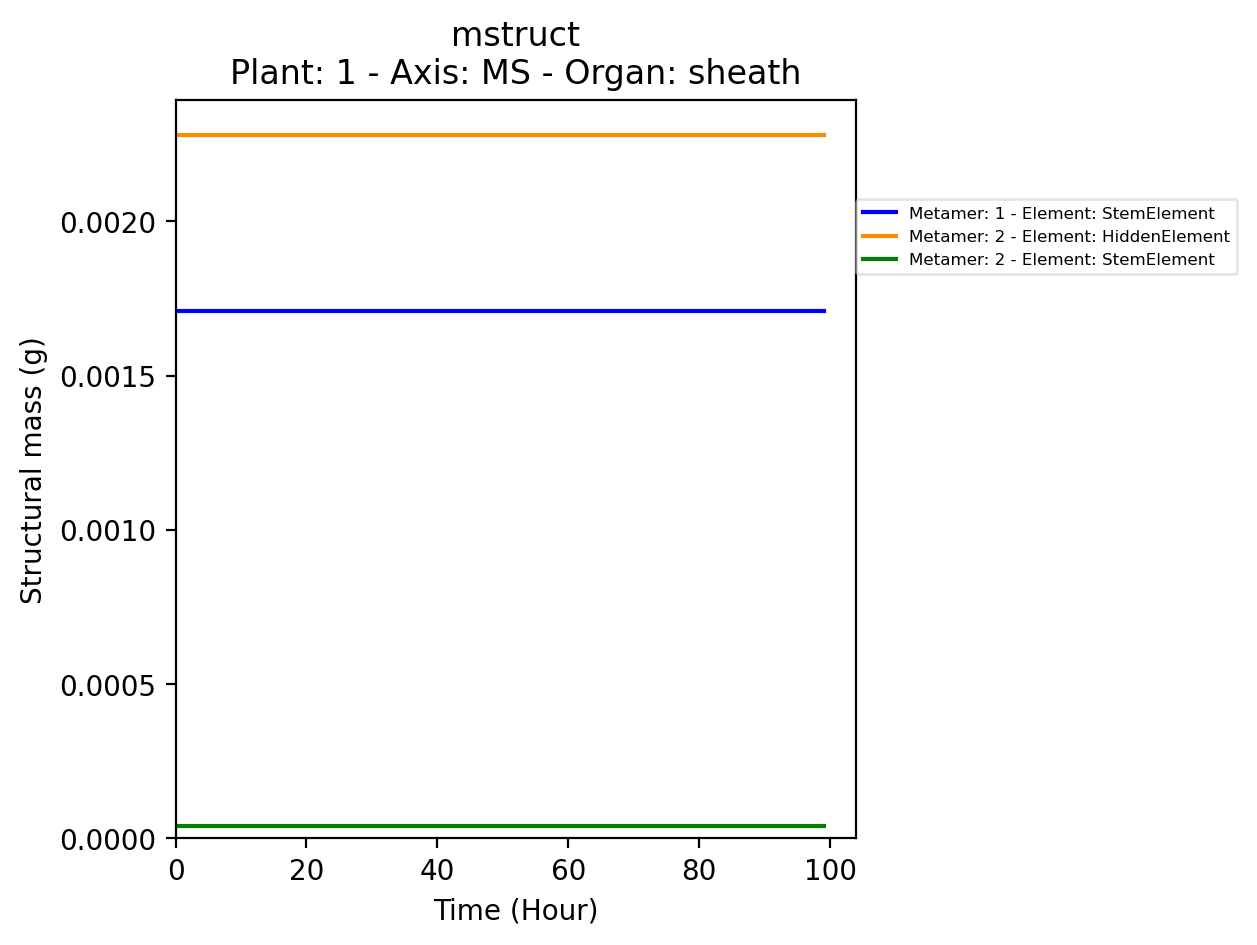 mstruct
Plant: 1 - Axis: MS - Organ: sheath
0.0020
0.0015
0.0010
0.0005
0.0000
Structural mass (g)
0 20 40 60 80 100
Time (Hour)
Metamer: 1 - Element: StemElement
Metamer: 2 - Element: HiddenElement
Metamer: 2 - Element: StemElement